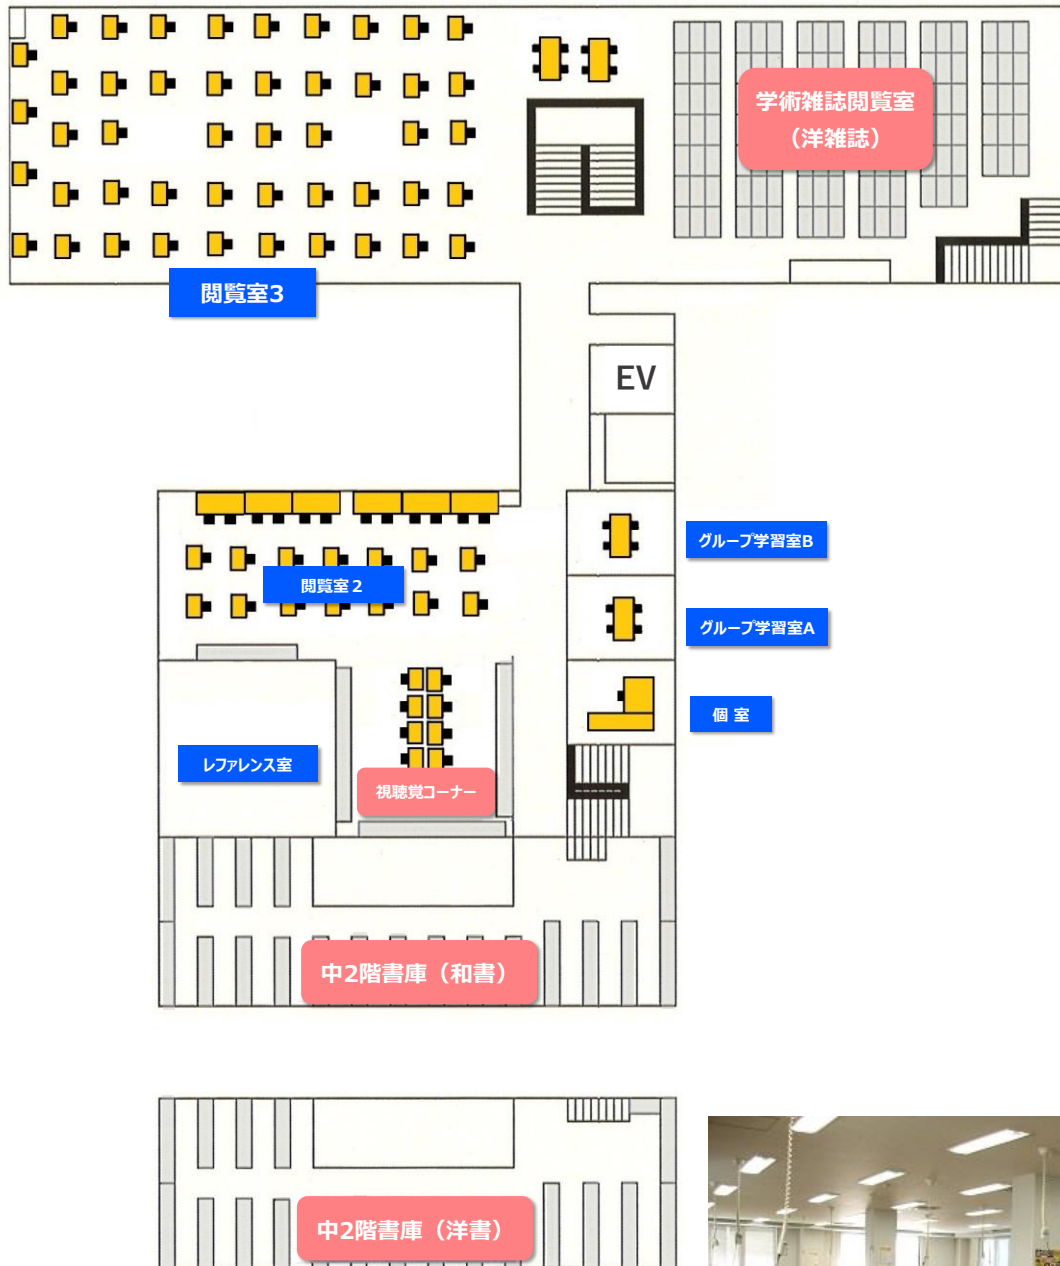 学術雑誌閲覧室
（洋雑誌）
閲覧室3
EV
グループ学習室B
閲覧室２
グループ学習室A
個 室
レファレンス室
視聴覚コーナー
中2階書庫（和書）
中2階書庫（洋書）